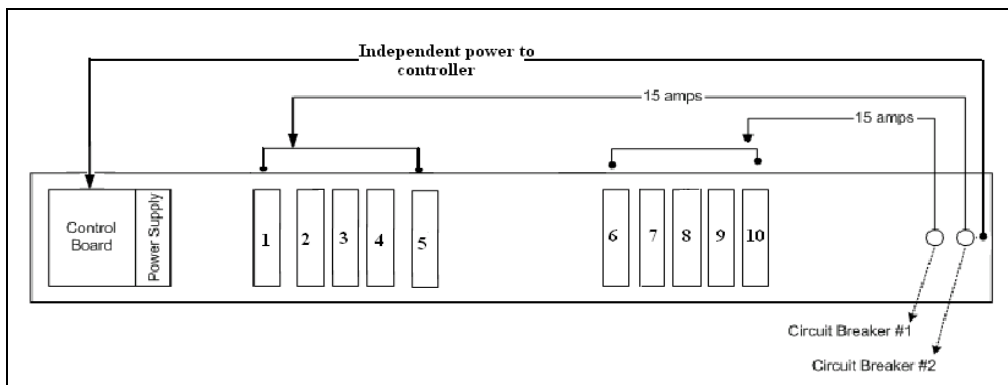 Independent power to
controller
15 amps
15 amps
Control
Board
Power Supply
1 2 3 4 5 6 7 8 9 10
Circuit Breaker #1
Circuit Breaker #2